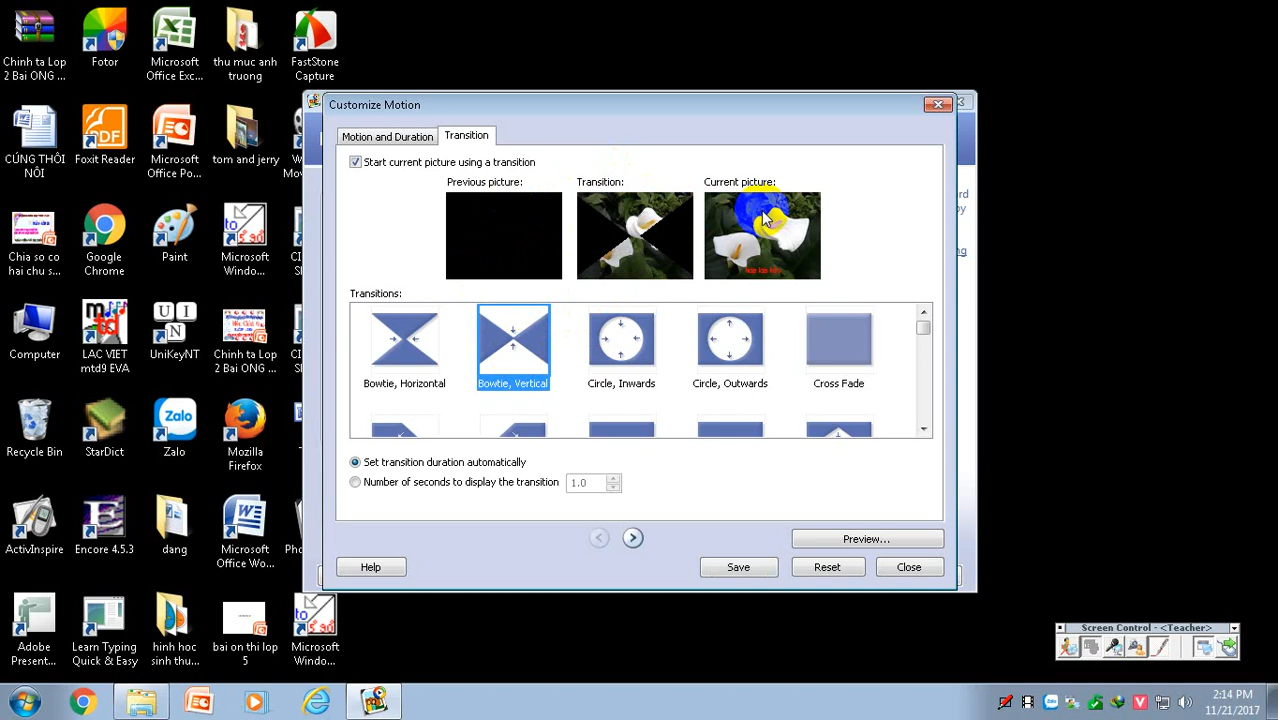 Chinh ta Lop
2 Bai ONG ...
Fotor
Microsoft
Office Exc...
thu muc anh
truong
FastStone
Capture
CÚNG THÔI
NÔI
Foxit Reader
Microsoft
Office Po...
tom and jerry
Chia so co
hai chu s...
Google
Chrome
Paint
Microsoft
Windo...
Computer
LAC VIET
mtd9 EVA
UniKeyNT
Chinh ta Lop
2 Bai ONG ...
Recycle Bin
StarDict
Zalo
Mozilla
Firefox
ActivInspire
Encore 4.5.3
dang
Microsoft
Office Wo...
Adobe
Present...
Learn Typing
Quick & Easy
hinh hoc
sinh thu...
bai on thi lop
5
Microsoft
Windo...
Customize Motion
Motion and Duration
Transition
Start current picture using a transition
Previous picture:
Transition:
Current picture:
Transitions:
Bowtie, Horizontal
Bowtie, Vertical
Circle, Inwards
Circle, Outwards
Cross Fade
Set transition duration automatically
Number of seconds to display the transition
1.0
Preview...
Help
Save
Reset
Close
Screen Control - <Teacher>
2:14 PM
11/21/2017